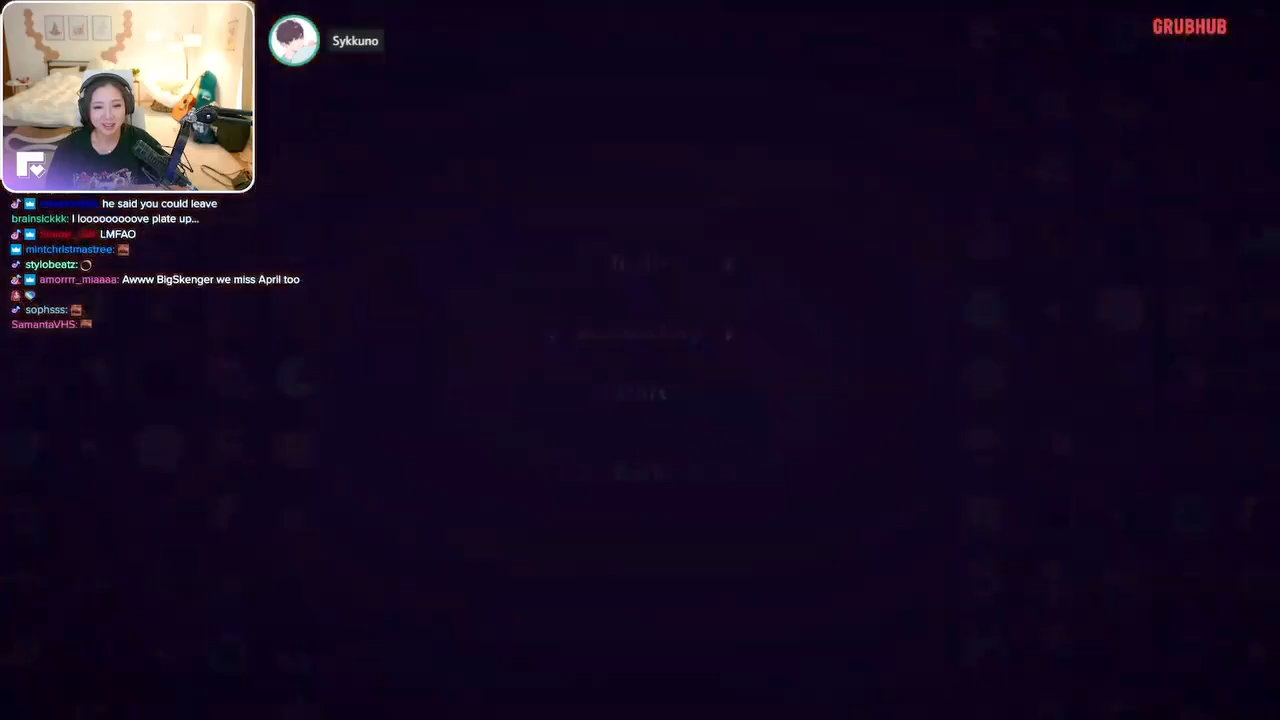 Sykkuno
GRUBHUB
he said you could leave
brainsickkk: I looooooooove plate up...
LMFAO
mintchristmastree:
stylobeatz:
amorrrr_miaaaa: Awww BigSkenger we miss April too
sophsss:
SamantaVHS: